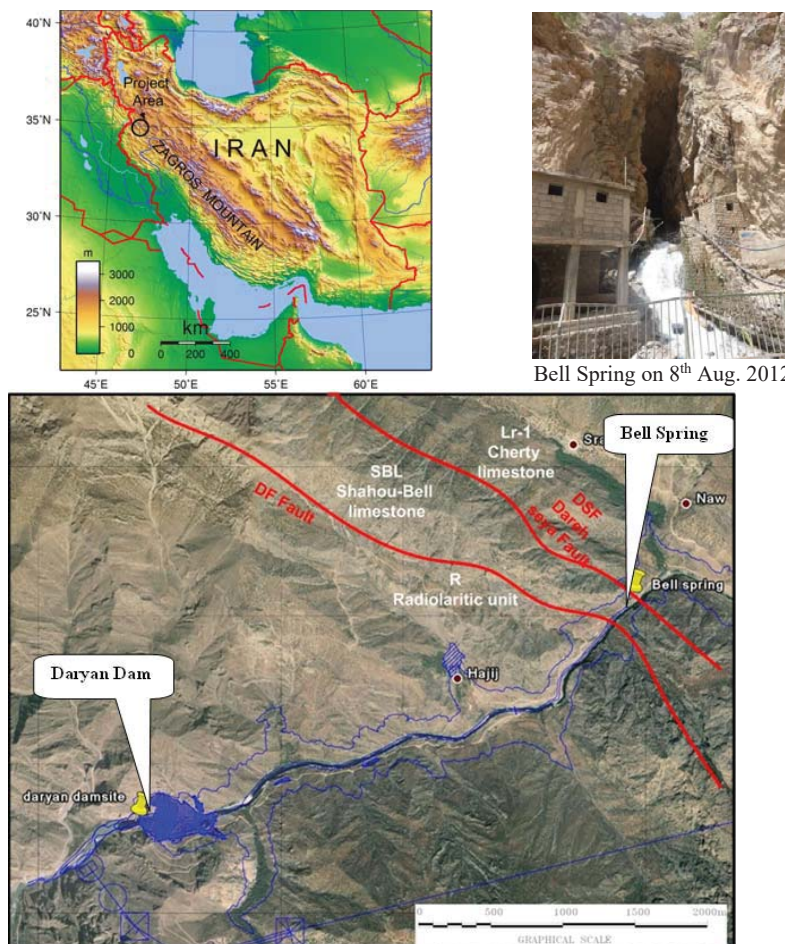 40°N
35°N
30°N
25°N
Project
Area
IRAN
ZAGROS MOUNTAIN
m
3000
2000
1000
0
km
0 200 400
45°E 50°E 55°E 60°E
Bell Spring on 8th Aug. 2012
Lr-1
Cherty
limestone
Bell Spring
SBL
Shahou-Bell
limestone
DF Fault
DSF
Dareh
seya Fault
Naw
Bell spring
R
Radiolaritic unit
Hajij
Daryan Dam
daryan damsite
0 500 1000 1500 2000m
GRAPHICAL SCALE